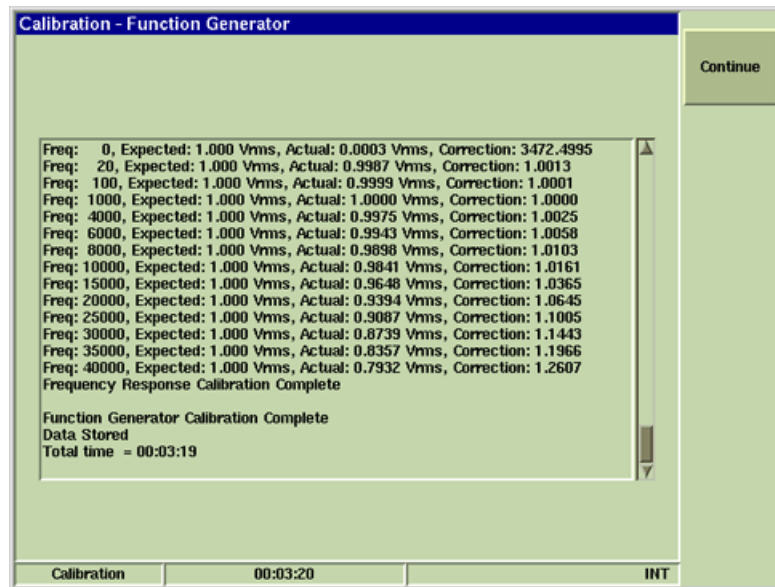 Calibration - Function Generator
Continue
Freq: 0, Expected: 1.000 Vrms, Actual: 0.0003 Vrms, Correction: 3472.4995
Freq: 20, Expected: 1.000 Vrms, Actual: 0.9987 Vrms, Correction: 1.0013
Freq: 100, Expected: 1.000 Vrms, Actual: 0.9999 Vrms, Correction: 1.0001
Freq: 1000, Expected: 1.000 Vrms, Actual: 1.0000 Vrms, Correction: 1.0000
Freq: 4000, Expected: 1.000 Vrms, Actual: 0.9975 Vrms, Correction: 1.0025
Freq: 6000, Expected: 1.000 Vrms, Actual: 0.9943 Vrms, Correction: 1.0058
Freq: 8000, Expected: 1.000 Vrms, Actual: 0.9898 Vrms, Correction: 1.0103
Freq: 10000, Expected: 1.000 Vrms, Actual: 0.9841 Vrms, Correction: 1.0161
Freq: 15000, Expected: 1.000 Vrms, Actual: 0.9648 Vrms, Correction: 1.0365
Freq: 20000, Expected: 1.000 Vrms, Actual: 0.9394 Vrms, Correction: 1.0645
Freq: 25000, Expected: 1.000 Vrms, Actual: 0.9087 Vrms, Correction: 1.1005
Freq: 30000, Expected: 1.000 Vrms, Actual: 0.8739 Vrms, Correction: 1.1443
Freq: 35000, Expected: 1.000 Vrms, Actual: 0.8357 Vrms, Correction: 1.1966
Freq: 40000, Expected: 1.000 Vrms, Actual: 0.7932 Vrms, Correction: 1.2607
Frequency Response Calibration Complete
Function Generator Calibration Complete
Data Stored
Total time = 00:03:19
Calibration
00:03:20
INT